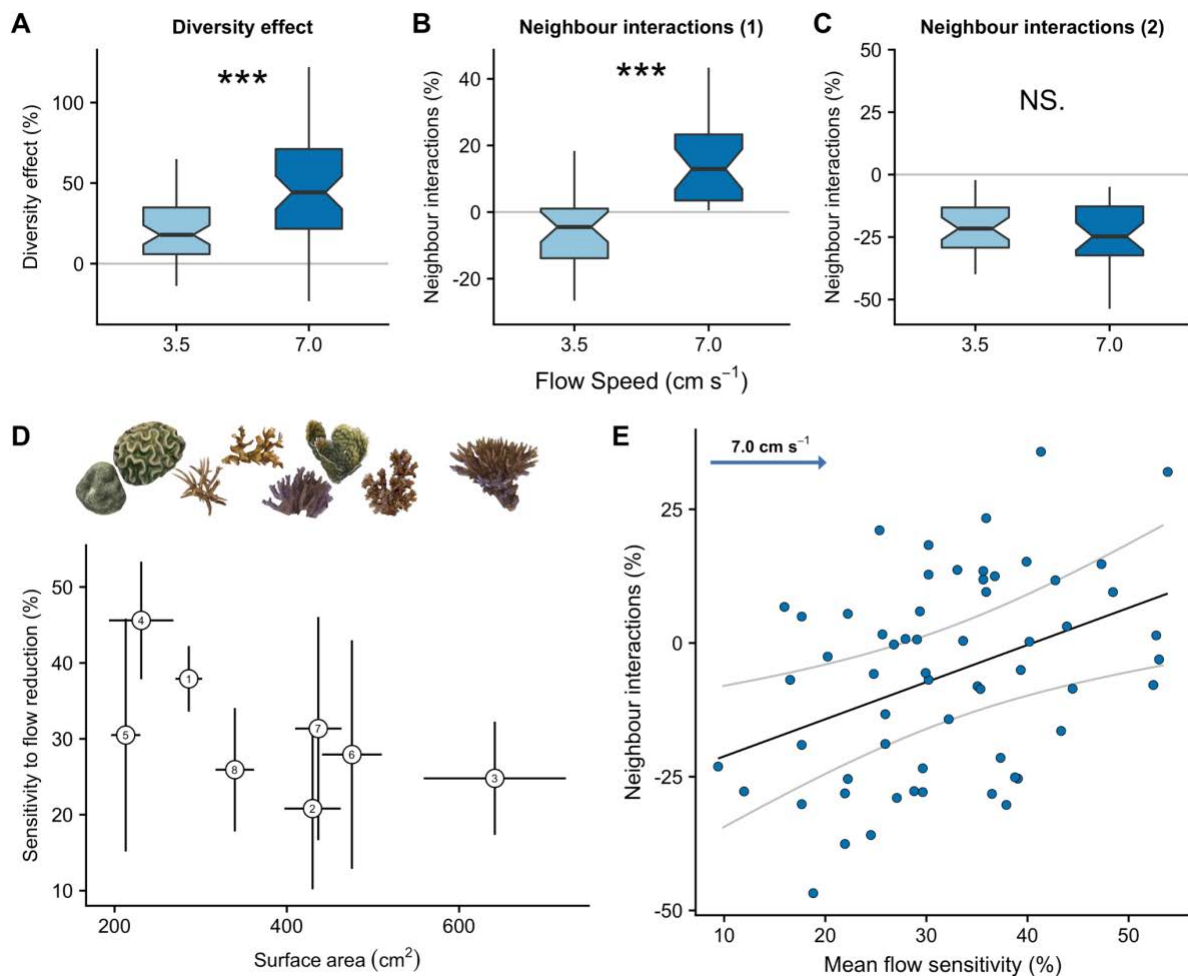 A
Diversity effect
Diversity effect (%)
100
50
0
***
3.5
7.0
B
Neighbour interactions (1)
Neighbour interactions (%)
40
20
0
-20
***
3.5
7.0
C
Neighbour interactions (2)
Neighbour interactions (%)
50
25
0
-25
-50
NS.
3.5
7.0
Flow Speed (cm s⁻¹)
D
Sensitivity to flow reduction (%)
50
40
30
20
10
4
1
5
7
6
8
3
2
200
400
600
Surface area (cm²)
E
7.0 cm s⁻¹
Neighbour interactions (%)
25
0
-25
-50
10
20
30
40
50
Mean flow sensitivity (%)